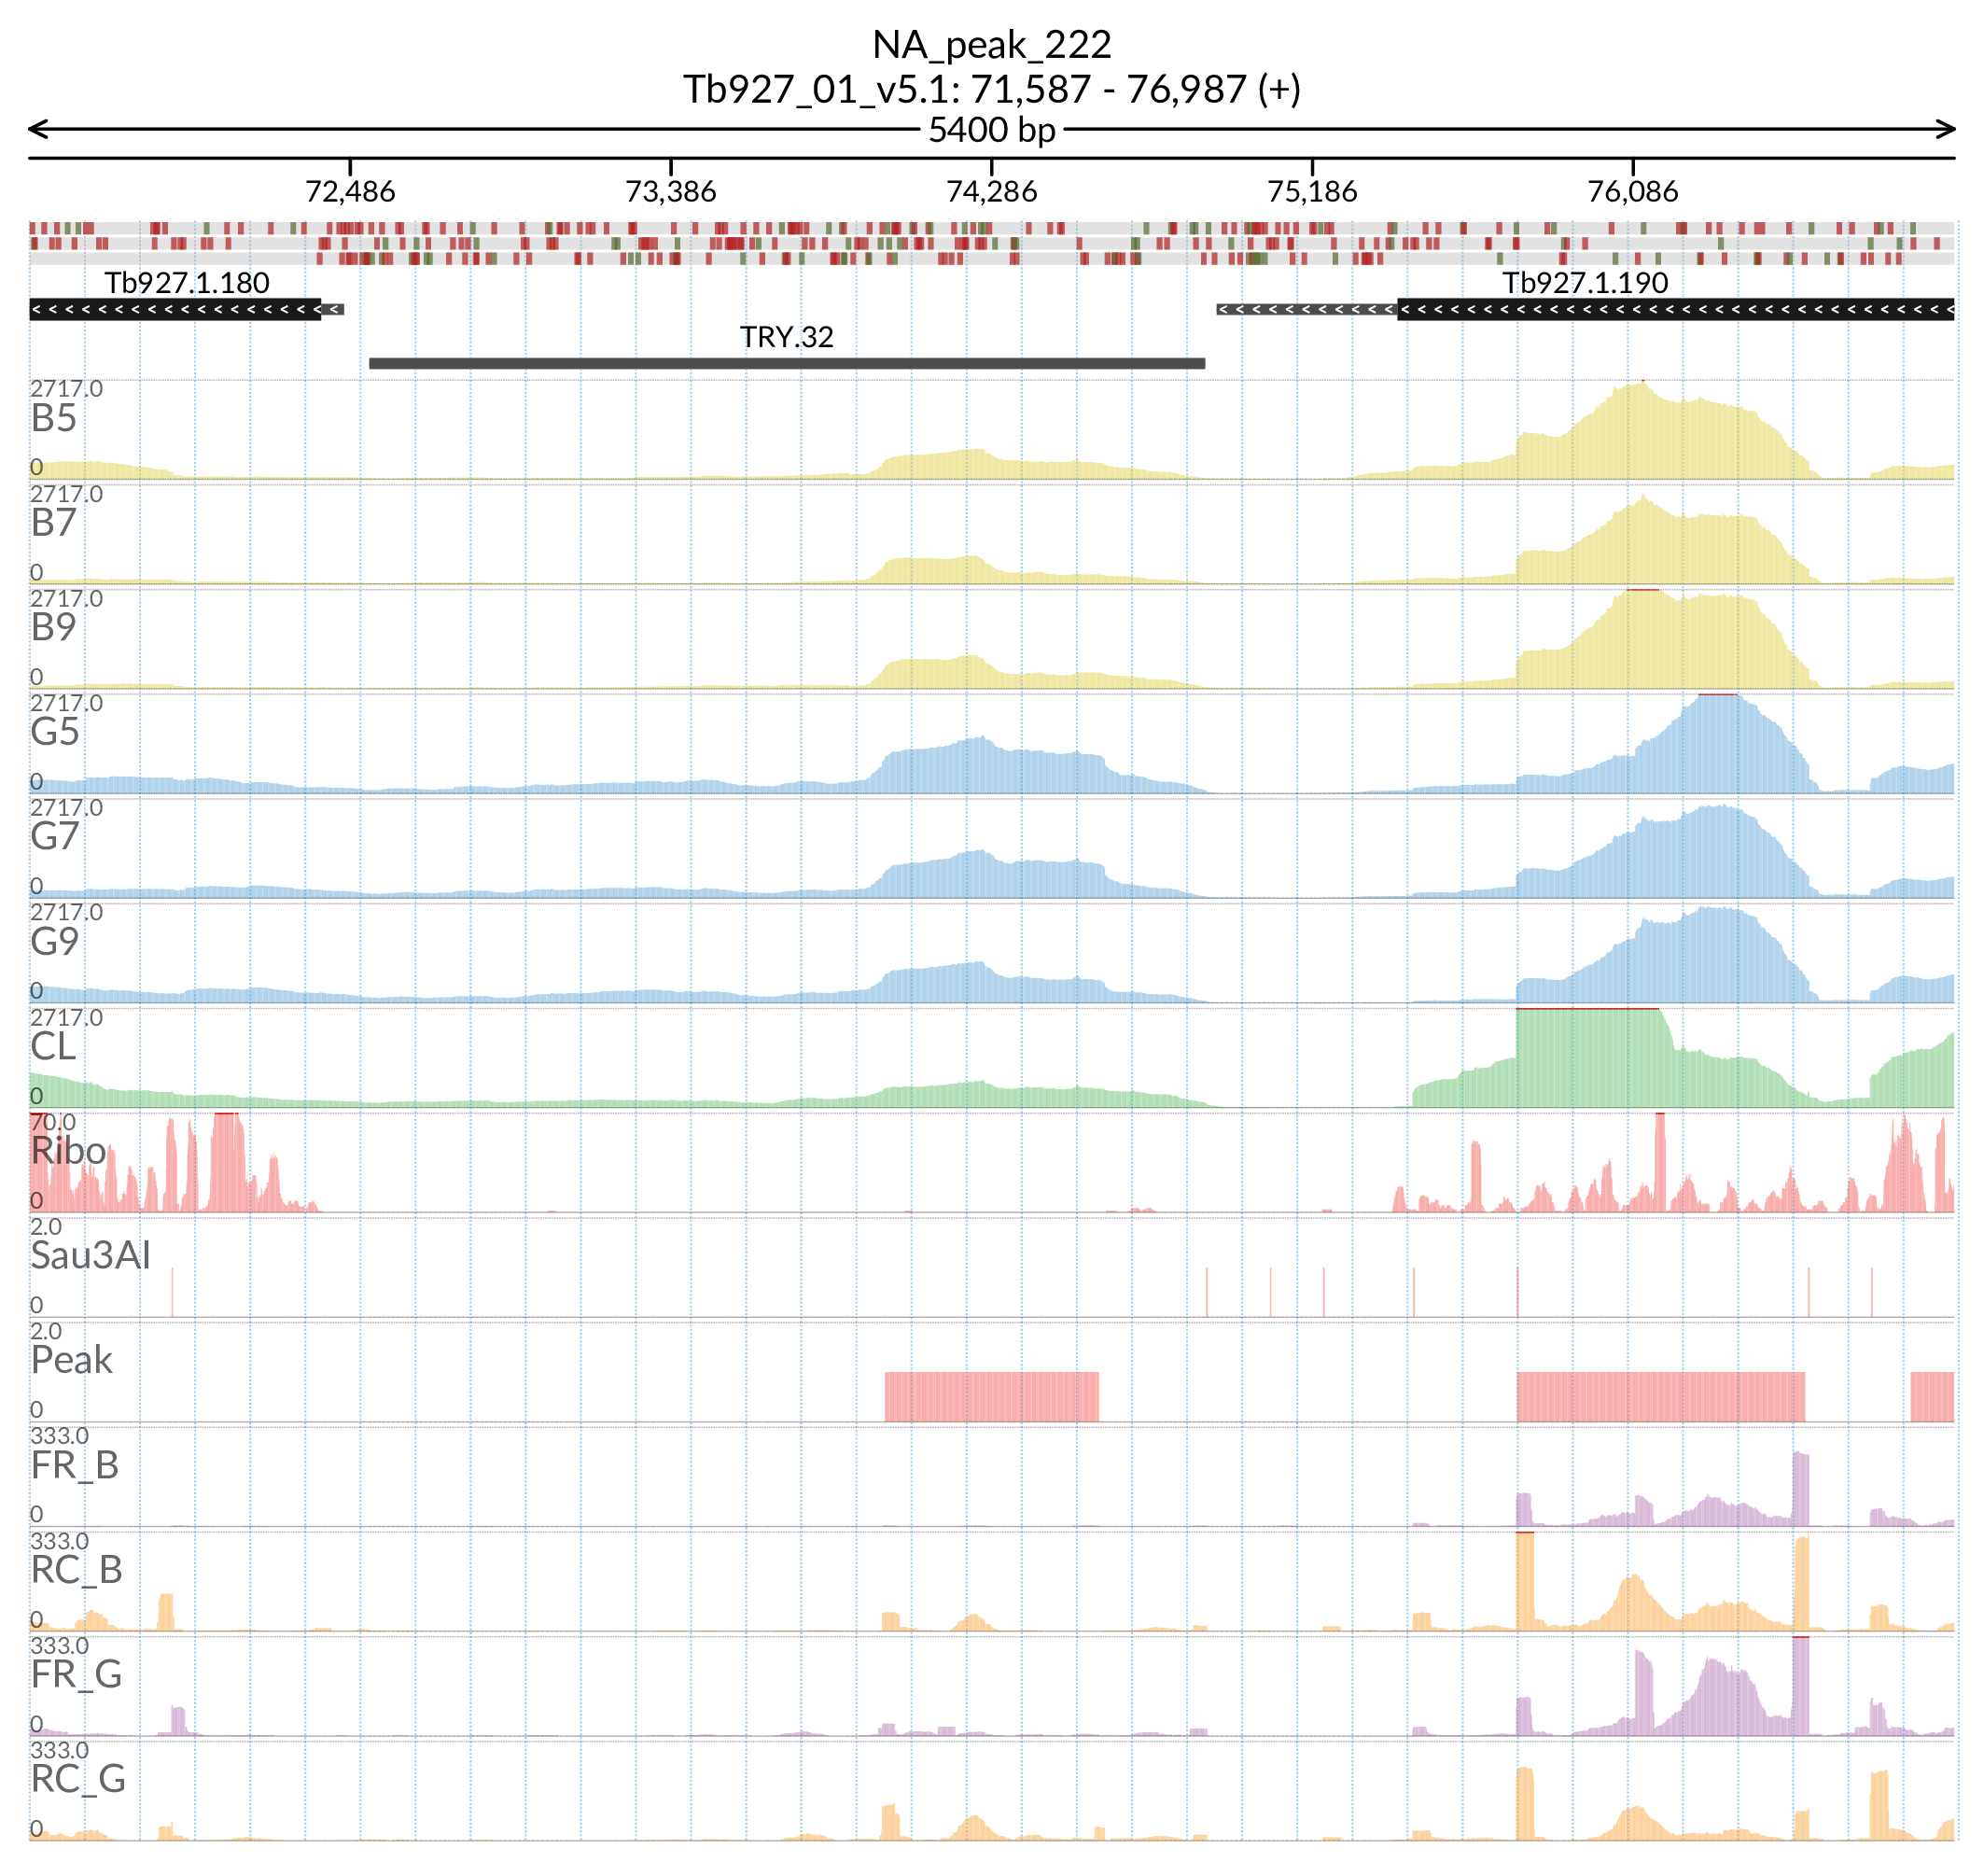 NA_peak_222
Tb927_01_v5.1: 71,587 - 76,987 (+)
5400 bp
72,486 73,386 74,286 75,186 76,086
Tb927.1.180 Tb927.1.190
TRY.32
2717.0
B5
0
2717.0
B7
0
2717.0
B9
0
2717.0
G5
0
2717.0
G7
0
2717.0
G9
0
2717.0
CL
0
70.0
Ribo
0
2.0
Sau3AI
0
2.0
Peak
0
333.0
FR_B
0
333.0
RC_B
0
333.0
FR_G
0
333.0
RC_G
0